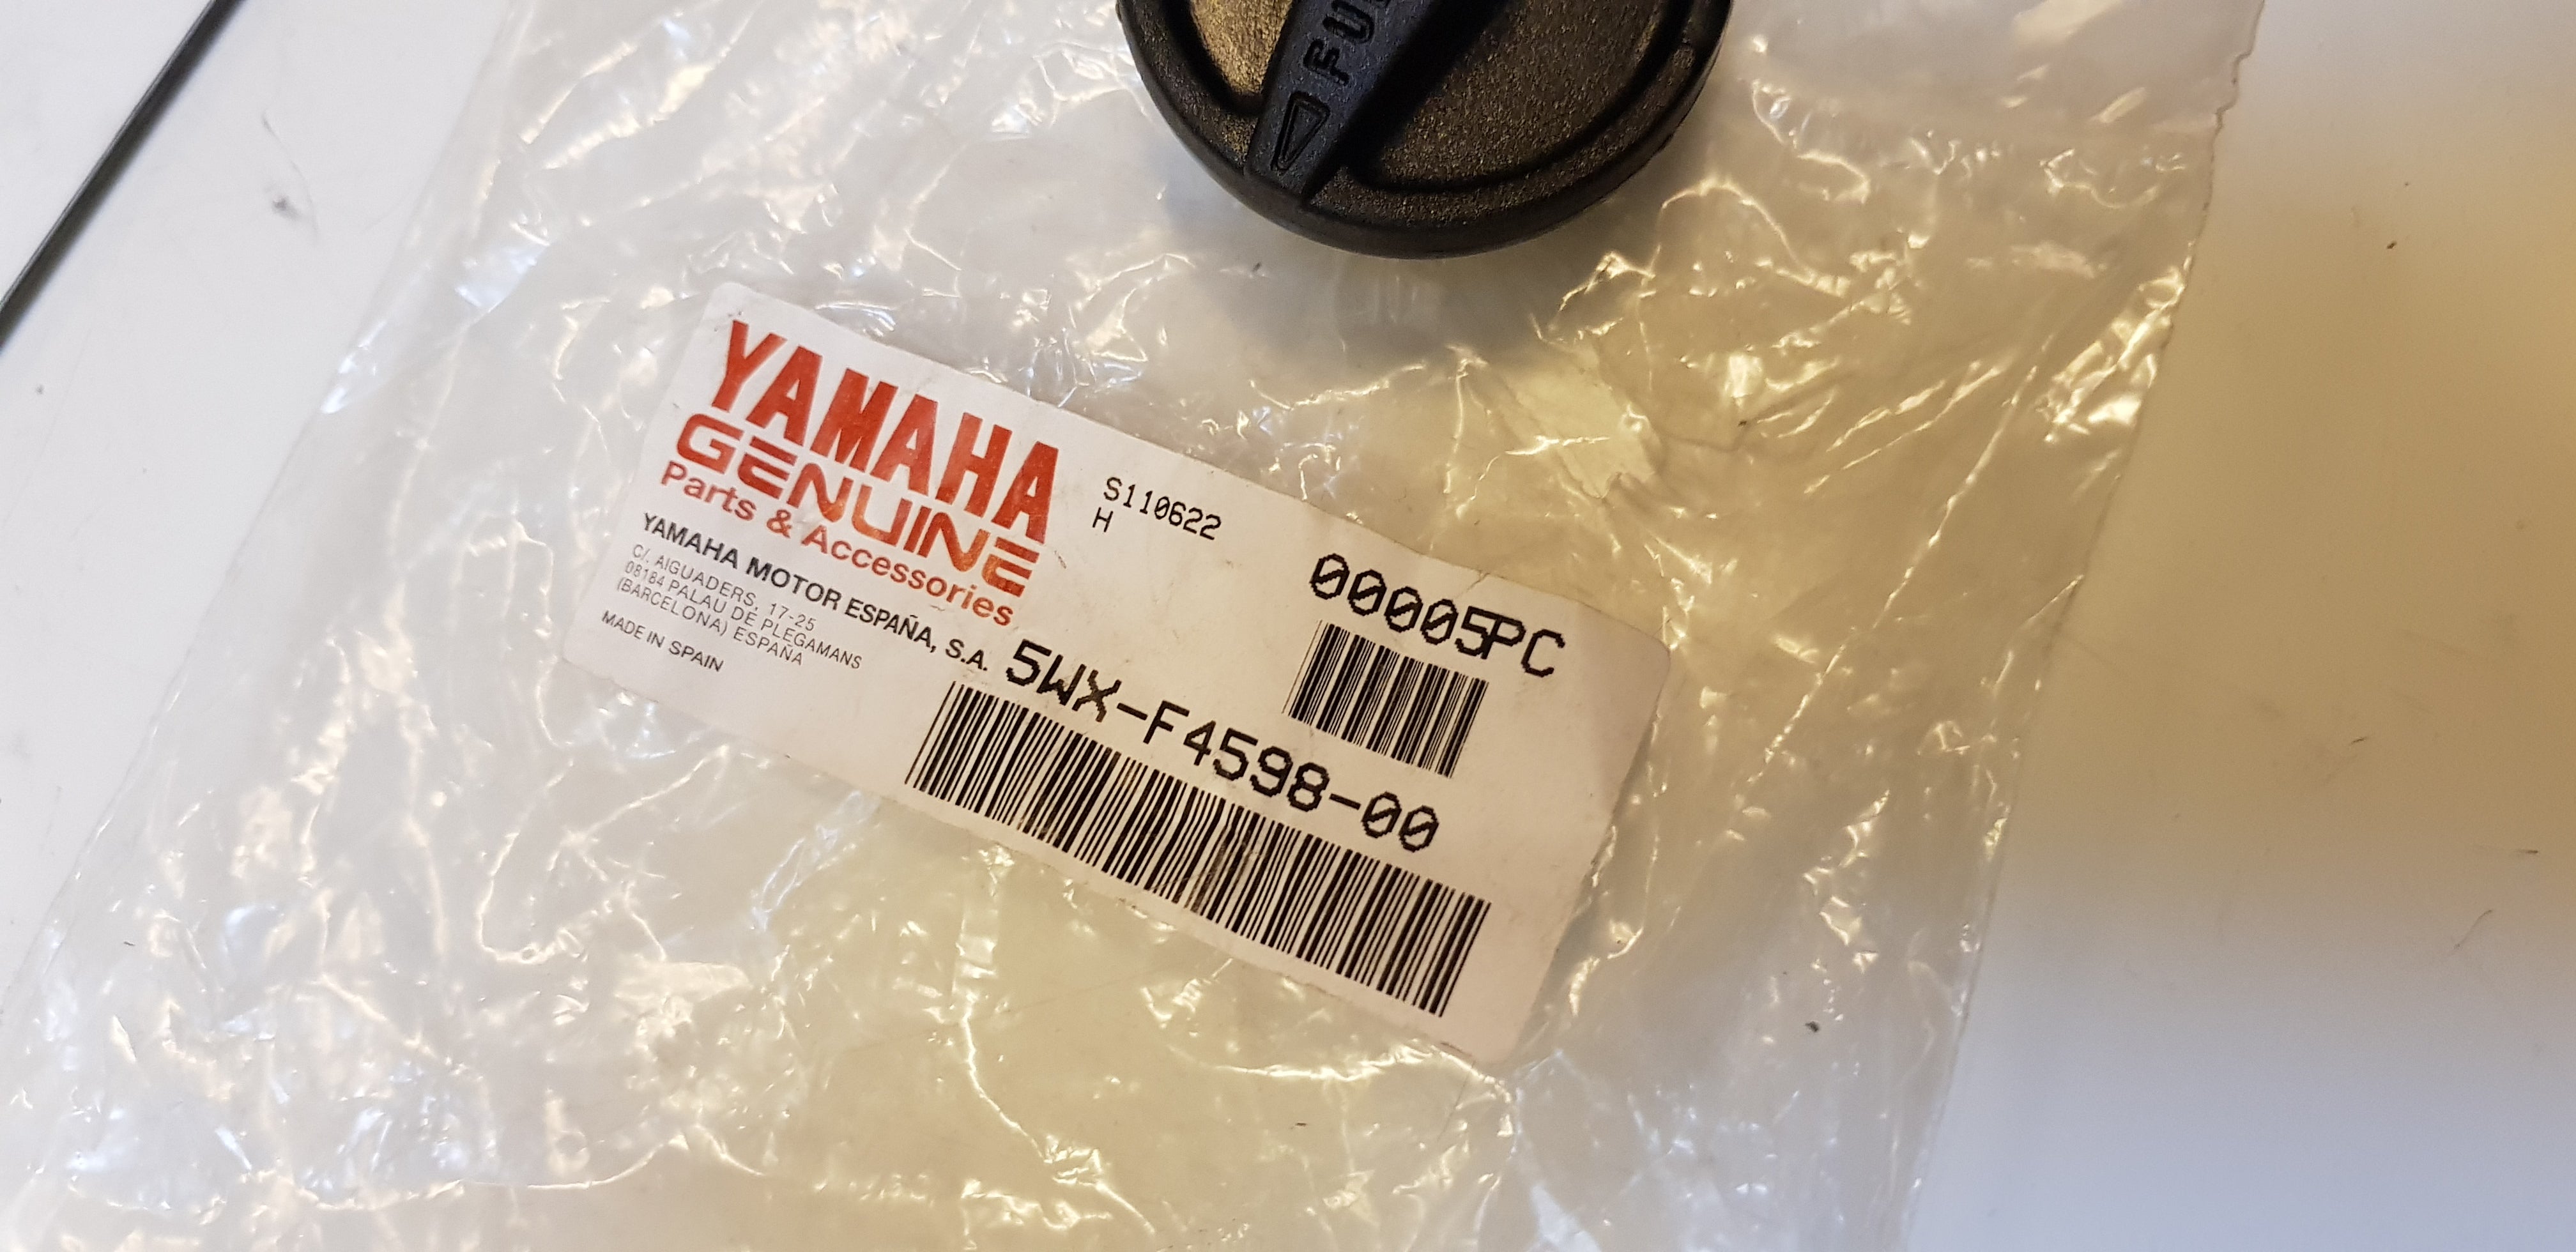 YAMAHA
GENUINE
Parts & Accessories
YAMAHA MOTOR ESPAÑA, S.A.
C/. AIGUADERS, 17-25
08184 PALAU DE PLEGAMANS
(BARCELONA) ESPAÑA
MADE IN SPAIN
S110622
H
00005PC
5WX-F4598-00